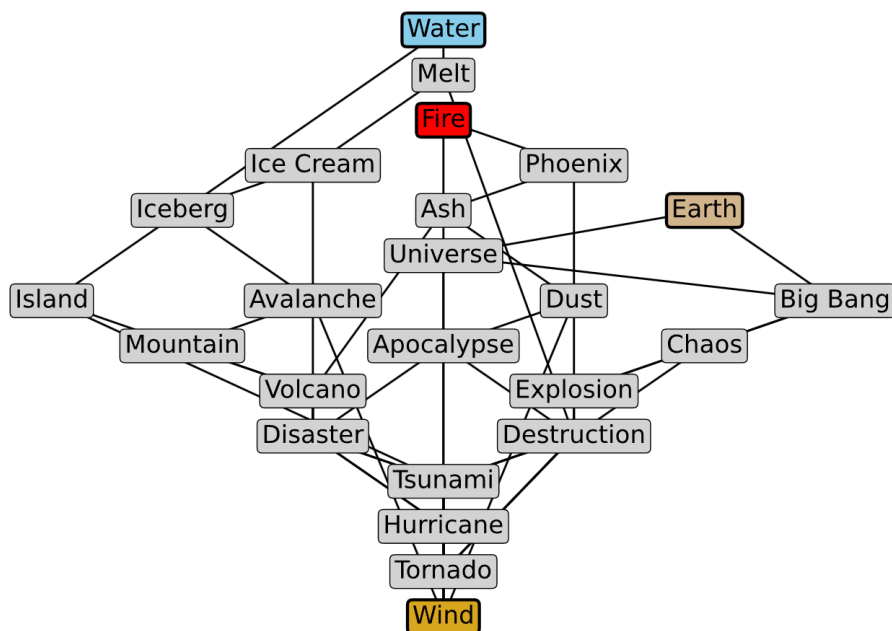 Water
Melt
Fire
Ice Cream
Phoenix
Iceberg
Ash
Earth
Universe
Island
Avalanche
Dust
Big Bang
Mountain
Apocalypse
Chaos
Volcano
Explosion
Disaster
Destruction
Tsunami
Hurricane
Tornado
Wind